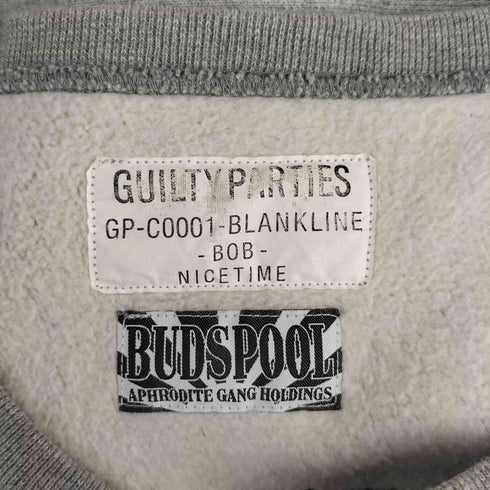 GUILTY PARTIES
GP-C0001-BLANKLINE
- BOB -
NICETIME
BUDSPOOL
APHRODITE GANG HOLDINGS